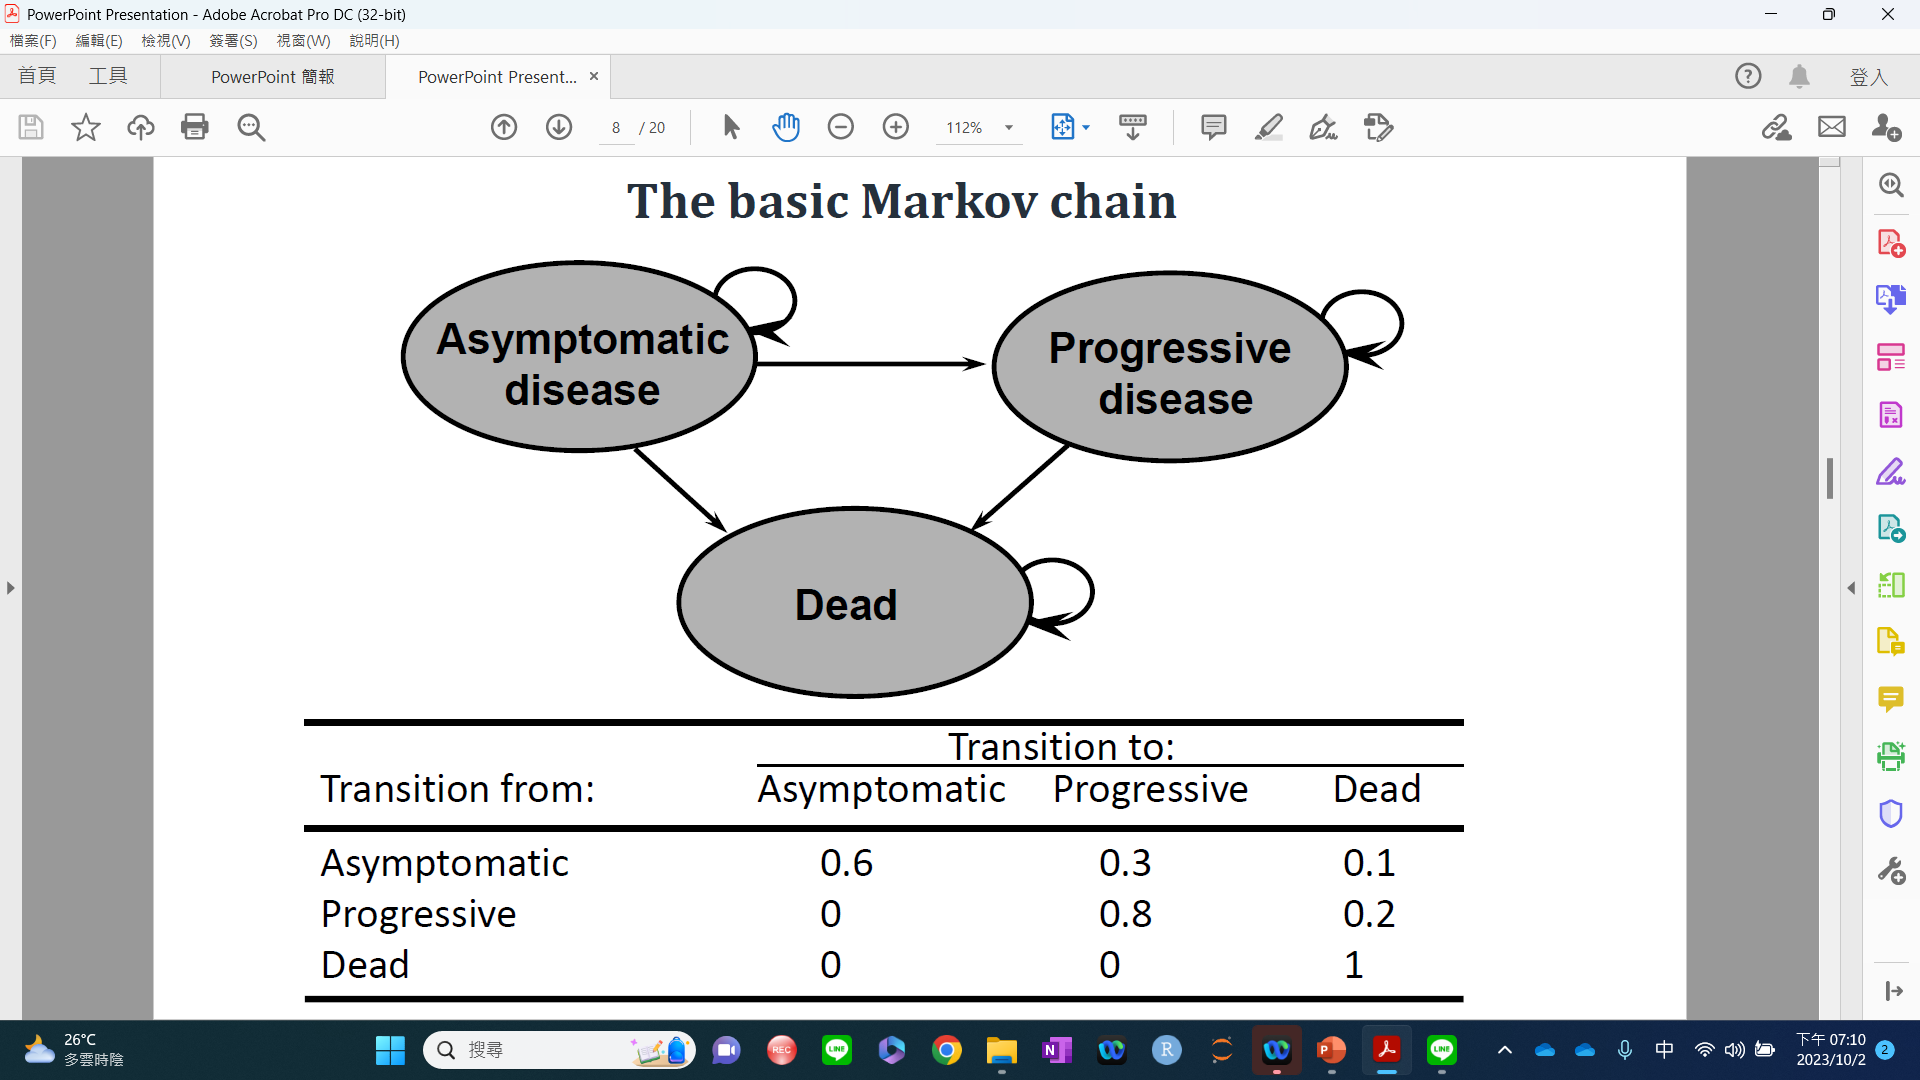 PowerPoint Presentation - Adobe Acrobat Pro DC (32-bit)
檔案(F) 編輯(E) 檢視(V) 簽署(S) 視窗(W) 說明(H)
首頁 工具 PowerPoint 簡報 PowerPoint Present... 登入
8 / 20 112%
The basic Markov chain
Asymptomatic
disease
Progressive
disease
Dead
Transition to:
Transition from: Asymptomatic Progressive Dead
Asymptomatic 0.6 0.3 0.1
Progressive 0 0.8 0.2
Dead 0 0 1
26°C
多雲時陰
搜尋
REC
LINE
N
R
P
LINE
中
下午 07:10
2023/10/2
2